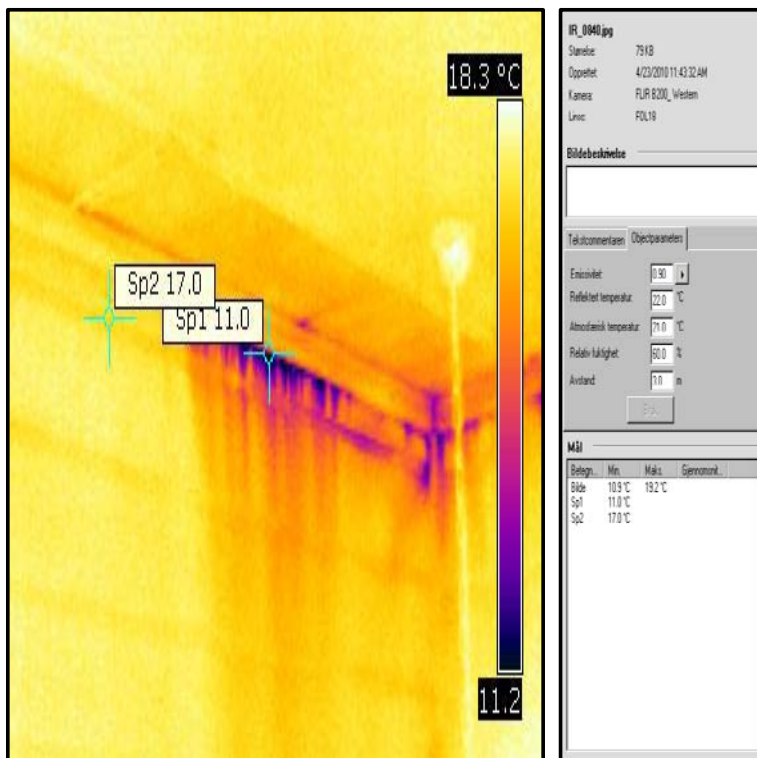 18.3 °C
Sp2 17.0
Sp1 11.0
11.2
IR_0840.jpg
Størrelse: 79 KB
Opprettet: 4/23/2010 11:43:32 AM
Kamera: FLIR B200_Western
Linse: FOL18
Bildebeskrivelse
Tekstkommentaren Objectparameters
Emissivitet: 0.90
Reflektert temperatur: 22.0 °C
Atmosfærisk temperatur: 21.0 °C
Relativ fuktighet: 60.0 %
Avstand: 3.0 m
Mål
Betegn... Min. Maks. Gjennomsnit...
Bilde 10.9 °C 19.2 °C
Sp1 11.0 °C
Sp2 17.0 °C